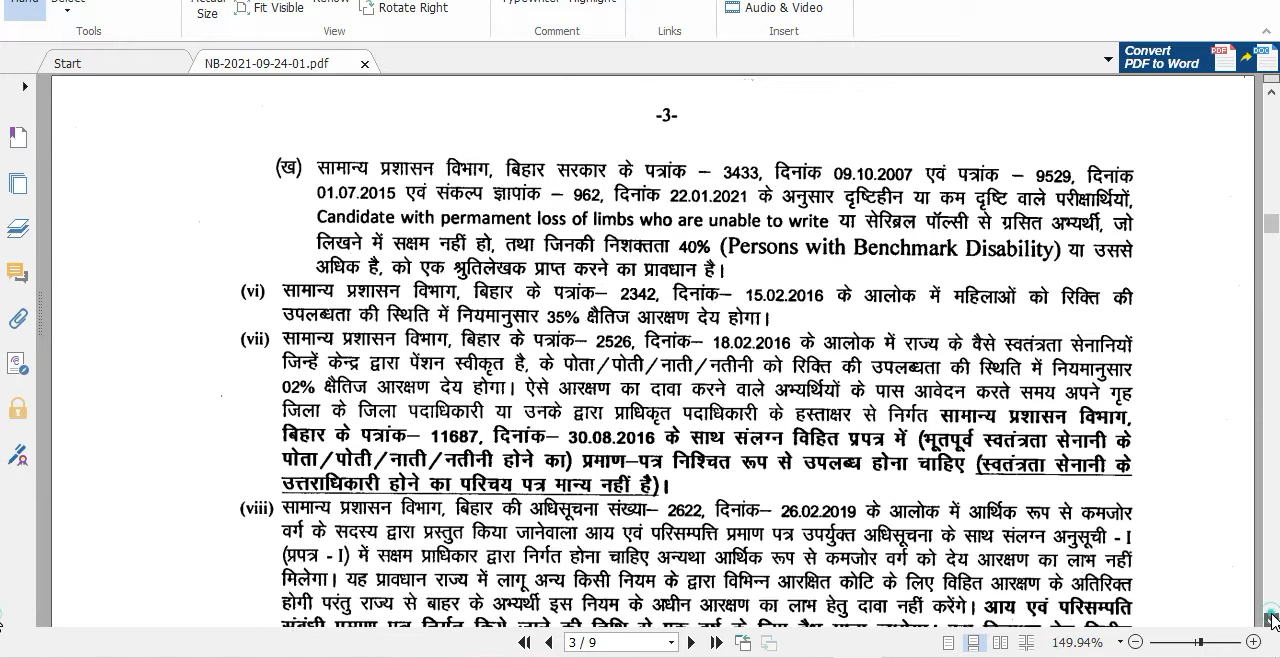 Size
Fit Visible
Rotate Right
Audio & Video
Tools
View
Comment
Links
Insert
Start
NB-2021-09-24-01.pdf
Convert
PDF to Word
-3-
(ख) सामान्य प्रशासन विभाग, बिहार सरकार के पत्रांक – 3433, दिनांक 09.10.2007 एवं पत्रांक – 9529, दिनांक
01.07.2015 एवं संकल्प ज्ञापांक – 962, दिनांक 22.01.2021 के अनुसार दृष्टिहीन या कम दृष्टि वाले परीक्षार्थियों,
Candidate with permament loss of limbs who are unable to write या सेरिब्रल पॉल्सी से ग्रसित अभ्यर्थी, जो
लिखने में सक्षम नहीं हो, तथा जिनकी निशक्तता 40% (Persons with Benchmark Disability) या उससे
अधिक है, को एक श्रुतिलेखक प्राप्त करने का प्रावधान है।
(vi) सामान्य प्रशासन विभाग, बिहार के पत्रांक– 2342, दिनांक– 15.02.2016 के आलोक में महिलाओं को रिक्ति की
उपलब्धता की स्थिति में नियमानुसार 35% क्षैतिज आरक्षण देय होगा।
(vii) सामान्य प्रशासन विभाग, बिहार के पत्रांक– 2526, दिनांक– 18.02.2016 के आलोक में राज्य के वैसे स्वतंत्रता सेनानियों
जिन्हें केन्द्र द्वारा पेंशन स्वीकृत है, के पोता/पोती/नाती/नतीनी को रिक्ति की उपलब्धता की स्थिति में नियमानुसार
02% क्षैतिज आरक्षण देय होगा। ऐसे आरक्षण का दावा करने वाले अभ्यर्थियों के पास आवेदन करते समय अपने गृह
जिला के जिला पदाधिकारी या उनके द्वारा प्राधिकृत पदाधिकारी के हस्ताक्षर से निर्गत सामान्य प्रशासन विभाग,
बिहार के पत्रांक– 11687, दिनांक– 30.08.2016 के साथ संलग्न विहित प्रपत्र में (भूतपूर्व स्वतंत्रता सेनानी के
पोता/पोती/नाती/नतीनी होने का) प्रमाण–पत्र निश्चित रूप से उपलब्ध होना चाहिए (स्वतंत्रता सेनानी के
उत्तराधिकारी होने का परिचय पत्र मान्य नहीं है)।
(viii) सामान्य प्रशासन विभाग, बिहार की अधिसूचना संख्या– 2622, दिनांक– 26.02.2019 के आलोक में आर्थिक रूप से कमजोर
वर्ग के सदस्य द्वारा प्रस्तुत किया जानेवाला आय एवं परिसम्पत्ति प्रमाण पत्र उपर्युक्त अधिसूचना के साथ संलग्न अनुसूची - I
(प्रपत्र - I) में सक्षम प्राधिकार द्वारा निर्गत होना चाहिए अन्यथा आर्थिक रूप से कमजोर वर्ग को देय आरक्षण का लाभ नहीं
मिलेगा। यह प्रावधान राज्य में लागू अन्य किसी नियम के द्वारा विभिन्न आरक्षित कोटि के लिए विहित आरक्षण के अतिरिक्त
होगी परंतु राज्य से बाहर के अभ्यर्थी इस नियम के अधीन आरक्षण का लाभ हेतु दावा नहीं करेंगे। आय एवं परिसम्पति
3 / 9
149.94%